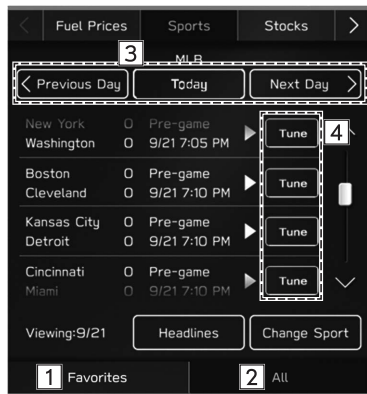 Fuel Prices Sports Stocks
3 MLB
Previous Day Today Next Day
New York 0 Pre-game
Washington 0 9/21 7:05 PM Tune 4
Boston 0 Pre-game
Cleveland 0 9/21 7:10 PM Tune
Kansas City 0 Pre-game
Detroit 0 9/21 7:10 PM Tune
Cincinnati 0 Pre-game
Miami 0 9/21 7:10 PM Tune
Viewing:9/21 Headlines Change Sport
1 Favorites 2 All